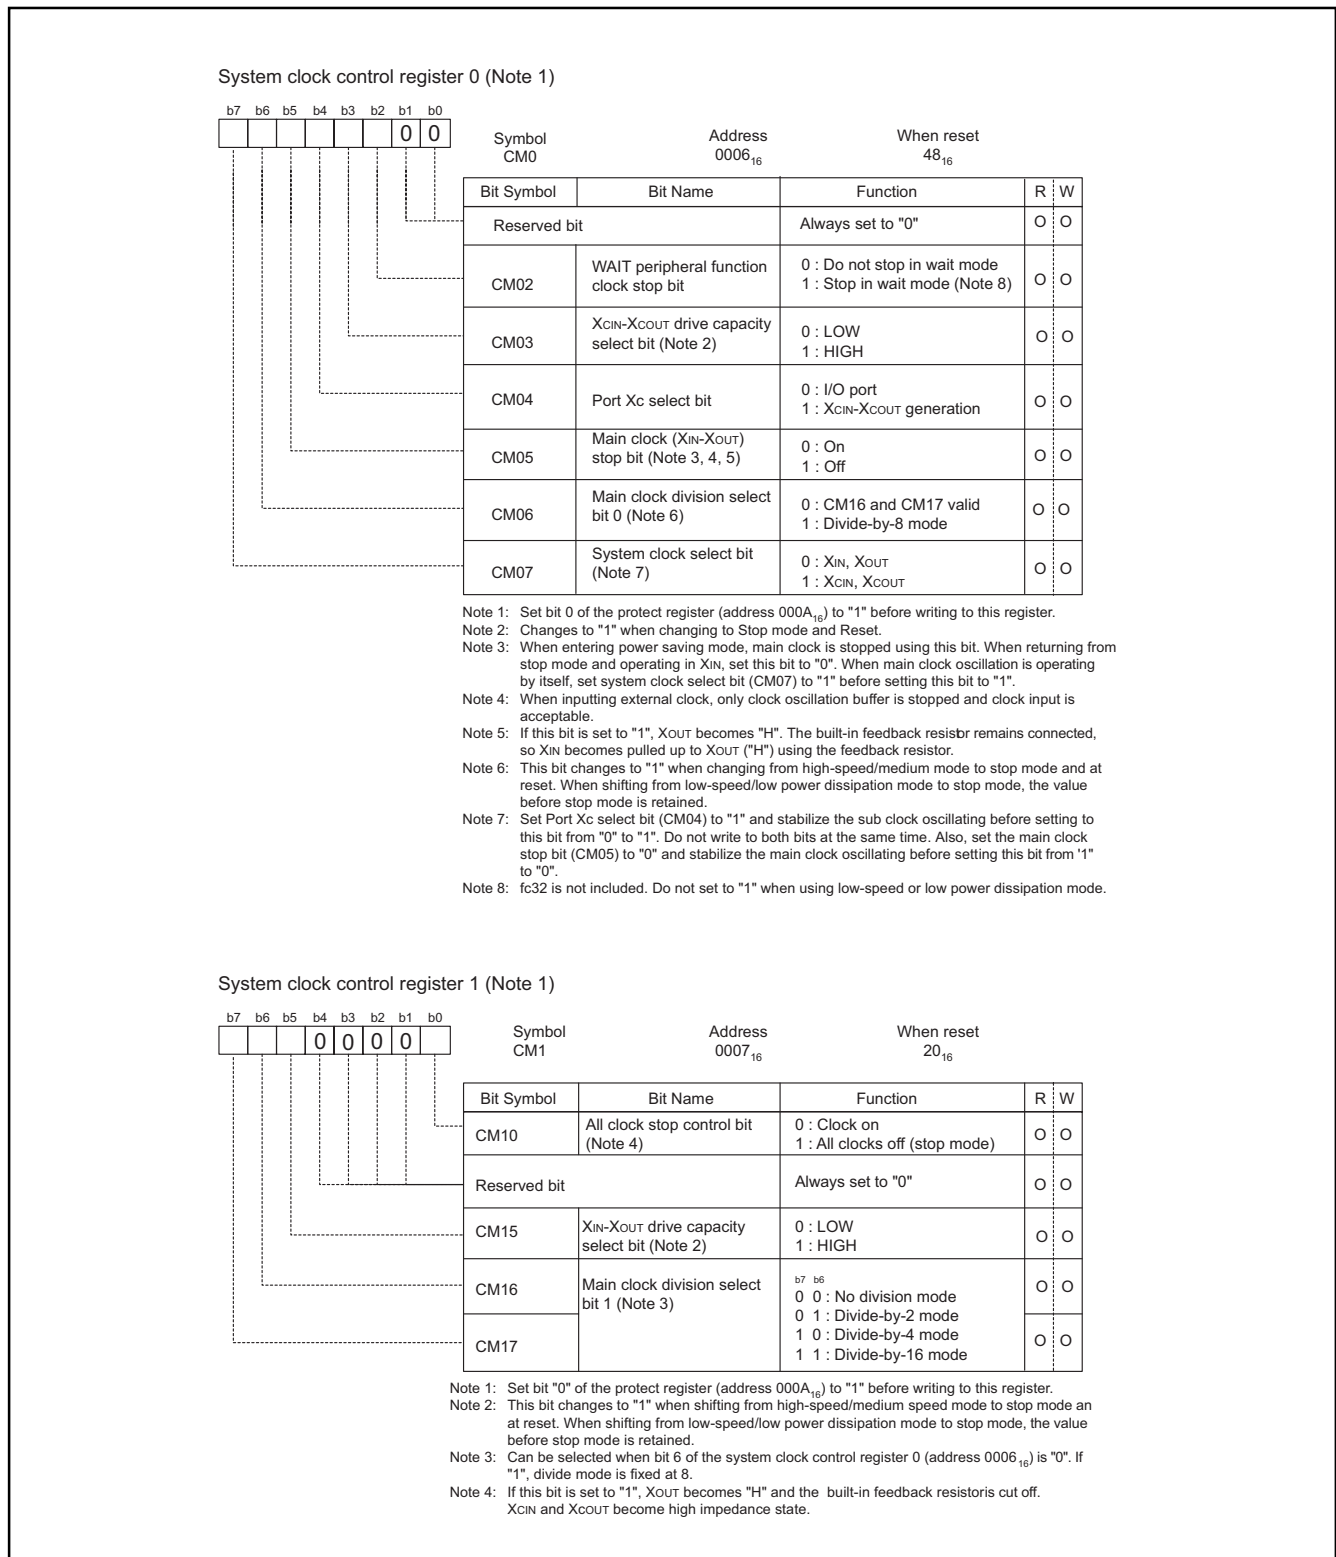 System clock control register 0 (Note 1)
b7 b6 b5 b4 b3 b2 b1 b0
0 0
Symbol Address When reset
CM0 0006₁₆ 48₁₆
Bit Symbol Bit Name Function R W
Reserved bit Always set to "0" O O
CM02 WAIT peripheral function clock stop bit 0 : Do not stop in wait mode O O
1 : Stop in wait mode (Note 8)
CM03 XCIN-XCOUT drive capacity select bit (Note 2) 0 : LOW O O
1 : HIGH
CM04 Port Xc select bit 0 : I/O port O O
1 : XCIN-XCOUT generation
CM05 Main clock (XIN-XOUT) stop bit (Note 3, 4, 5) 0 : On O O
1 : Off
CM06 Main clock division select bit 0 (Note 6) 0 : CM16 and CM17 valid O O
1 : Divide-by-8 mode
CM07 System clock select bit (Note 7) 0 : XIN, XOUT O O
1 : XCIN, XCOUT
Note 1: Set bit 0 of the protect register (address 000A₁₆) to "1" before writing to this register.
Note 2: Changes to "1" when changing to Stop mode and Reset.
Note 3: When entering power saving mode, main clock is stopped using this bit. When returning from
stop mode and operating in XIN, set this bit to "0". When main clock oscillation is operating
by itself, set system clock select bit (CM07) to "1" before setting this bit to "1".
Note 4: When inputting external clock, only clock oscillation buffer is stopped and clock input is
acceptable.
Note 5: If this bit is set to "1", XOUT becomes "H". The built-in feedback resistor remains connected,
so XIN becomes pulled up to XOUT ("H") using the feedback resistor.
Note 6: This bit changes to "1" when changing from high-speed/medium mode to stop mode and at
reset. When shifting from low-speed/low power dissipation mode to stop mode, the value
before stop mode is retained.
Note 7: Set Port Xc select bit (CM04) to "1" and stabilize the sub clock oscillating before setting to
this bit from "0" to "1". Do not write to both bits at the same time. Also, set the main clock
stop bit (CM05) to "0" and stabilize the main clock oscillating before setting this bit from '1"
to "0".
Note 8: fc32 is not included. Do not set to "1" when using low-speed or low power dissipation mode.
System clock control register 1 (Note 1)
b7 b6 b5 b4 b3 b2 b1 b0
0 0 0 0
Symbol Address When reset
CM1 0007₁₆ 20₁₆
Bit Symbol Bit Name Function R W
CM10 All clock stop control bit (Note 4) 0 : Clock on O O
1 : All clocks off (stop mode)
Reserved bit Always set to "0" O O
CM15 XIN-XOUT drive capacity select bit (Note 2) 0 : LOW O O
1 : HIGH
CM16 Main clock division select bit 1 (Note 3) b7 b6 O O
0 0 : No division mode
0 1 : Divide-by-2 mode
CM17 1 0 : Divide-by-4 mode O O
1 1 : Divide-by-16 mode
Note 1: Set bit "0" of the protect register (address 000A₁₆) to "1" before writing to this register.
Note 2: This bit changes to "1" when shifting from high-speed/medium speed mode to stop mode an
at reset. When shifting from low-speed/low power dissipation mode to stop mode, the value
before stop mode is retained.
Note 3: Can be selected when bit 6 of the system clock control register 0 (address 0006₁₆) is "0". If
"1", divide mode is fixed at 8.
Note 4: If this bit is set to "1", XOUT becomes "H" and the built-in feedback resistoris cut off.
XCIN and XCOUT become high impedance state.